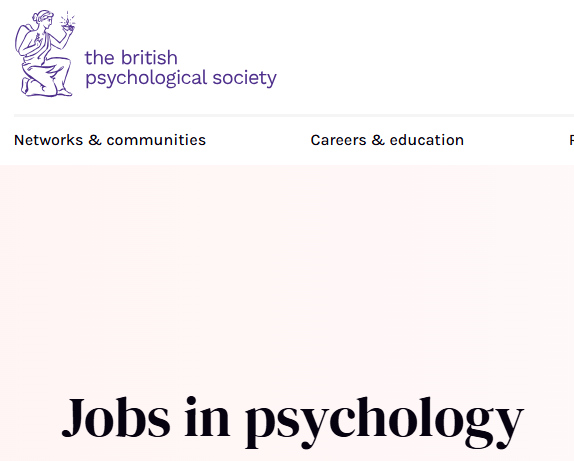 the british
psychological society
Networks & communities
Careers & education
Jobs in psychology